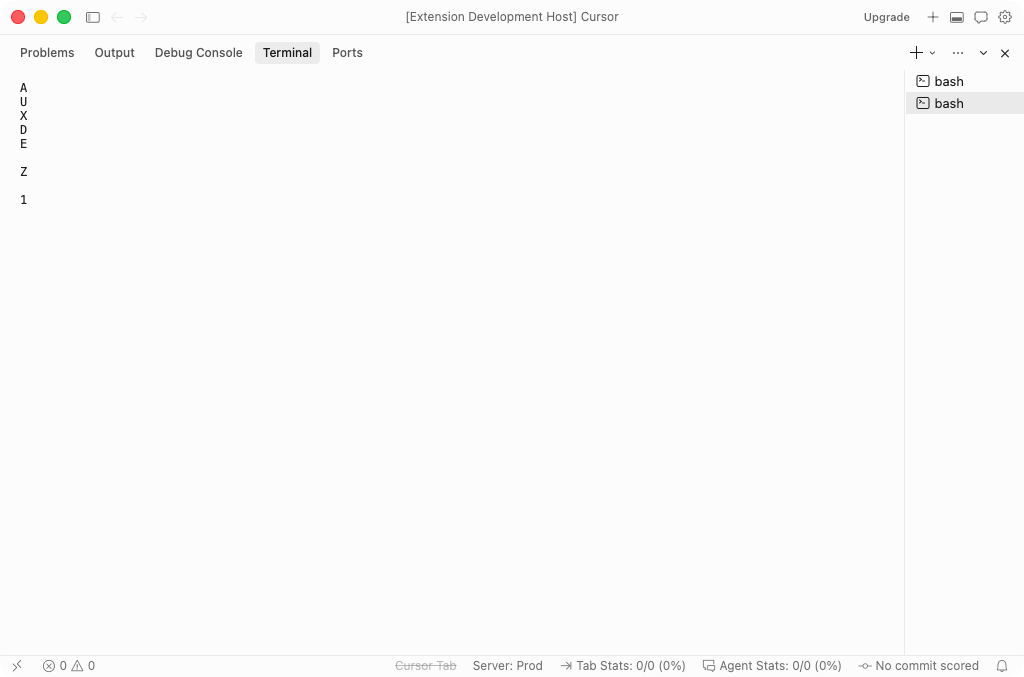 [Extension Development Host] Cursor
Upgrade
Problems Output Debug Console Terminal Ports
A
U
X
D
E
Z
1
bash
bash
0 0 Cursor Tab Server: Prod Tab Stats: 0/0 (0%) Agent Stats: 0/0 (0%) No commit scored